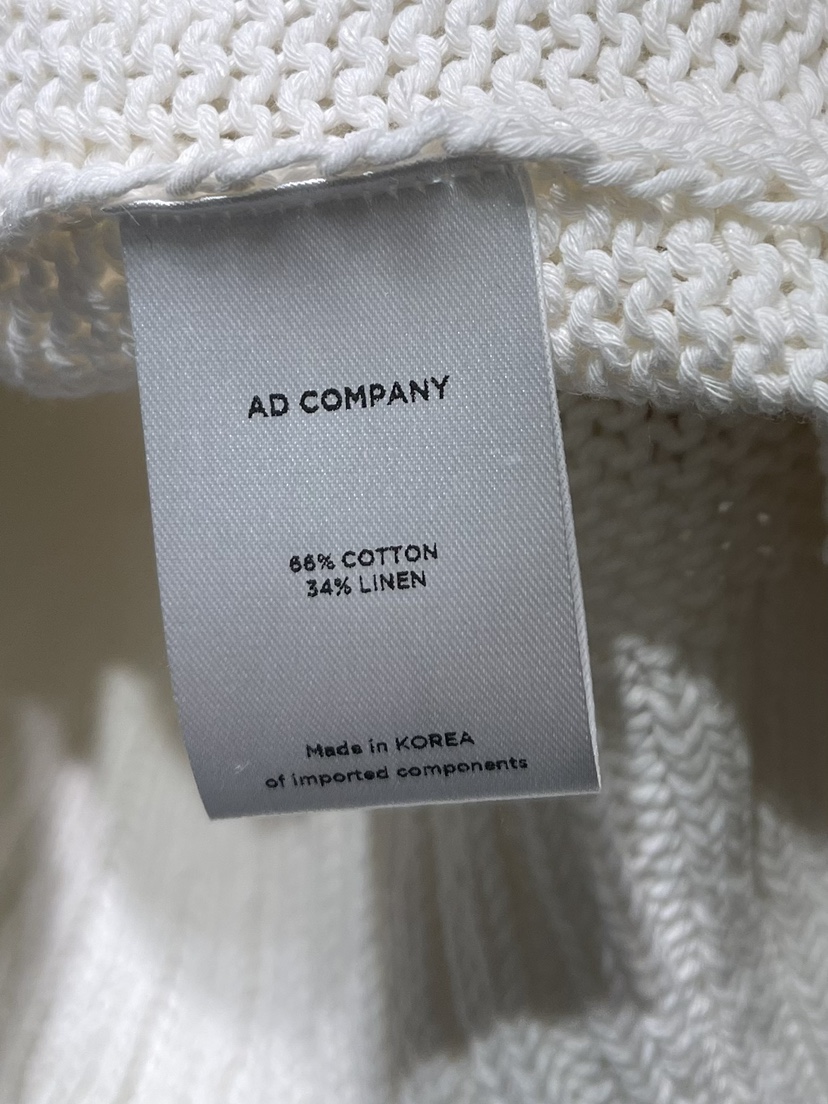 AD COMPANY
66% COTTON
34% LINEN
Made in KOREA
of imported components